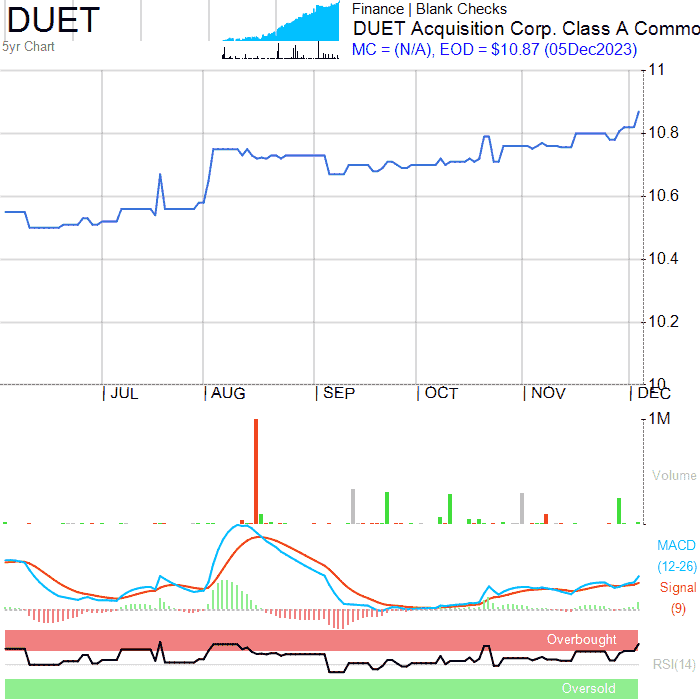 DUET
5yr Chart
Finance | Blank Checks
DUET Acquisition Corp. Class A Commo
MC = (N/A), EOD = $10.87 (05Dec2023)
11
10.8
10.6
10.4
10.2
10
JUL
AUG
SEP
OCT
NOV
DEC
1M
Volume
MACD
(12-26)
Signal
(9)
Overbought
RSI(14)
Oversold